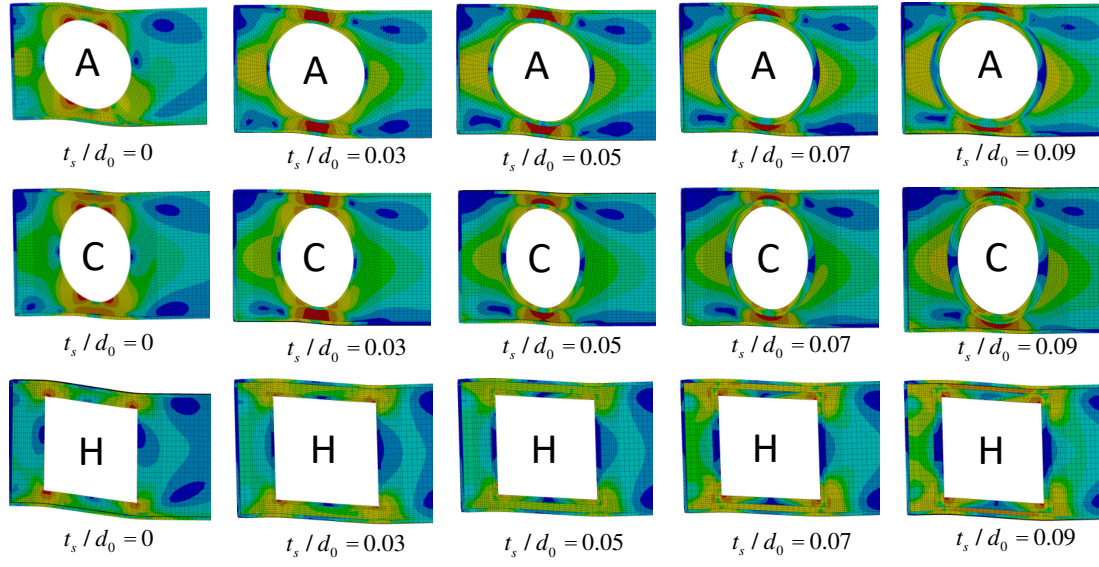 A A A A A
t_s / d_0 = 0 t_s / d_0 = 0.03 t_s / d_0 = 0.05 t_s / d_0 = 0.07 t_s / d_0 = 0.09
C C C C C
t_s / d_0 = 0 t_s / d_0 = 0.03 t_s / d_0 = 0.05 t_s / d_0 = 0.07 t_s / d_0 = 0.09
H H H H H
t_s / d_0 = 0 t_s / d_0 = 0.03 t_s / d_0 = 0.05 t_s / d_0 = 0.07 t_s / d_0 = 0.09